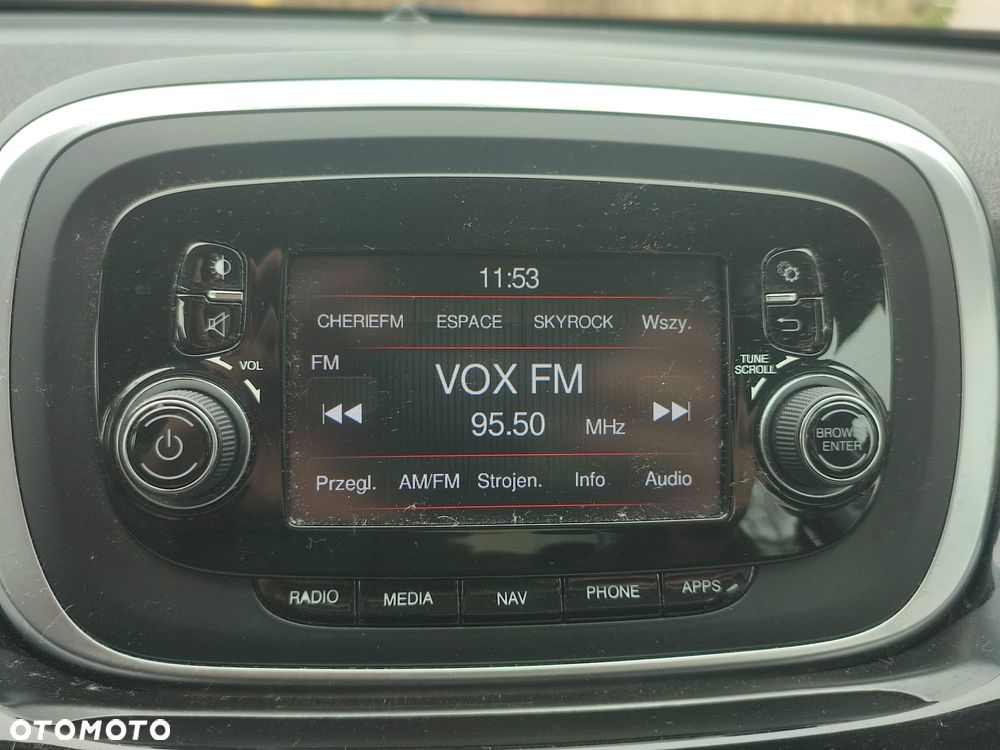 11:53
CHERIEFM ESPACE SKYROCK Wszy.
FM
VOX FM
95.50 MHz
Przegl. AM/FM Strojen. Info Audio
VOL
TUNE
SCROLL
BROWSE
ENTER
RADIO MEDIA NAV PHONE APPS
OTOMOTO